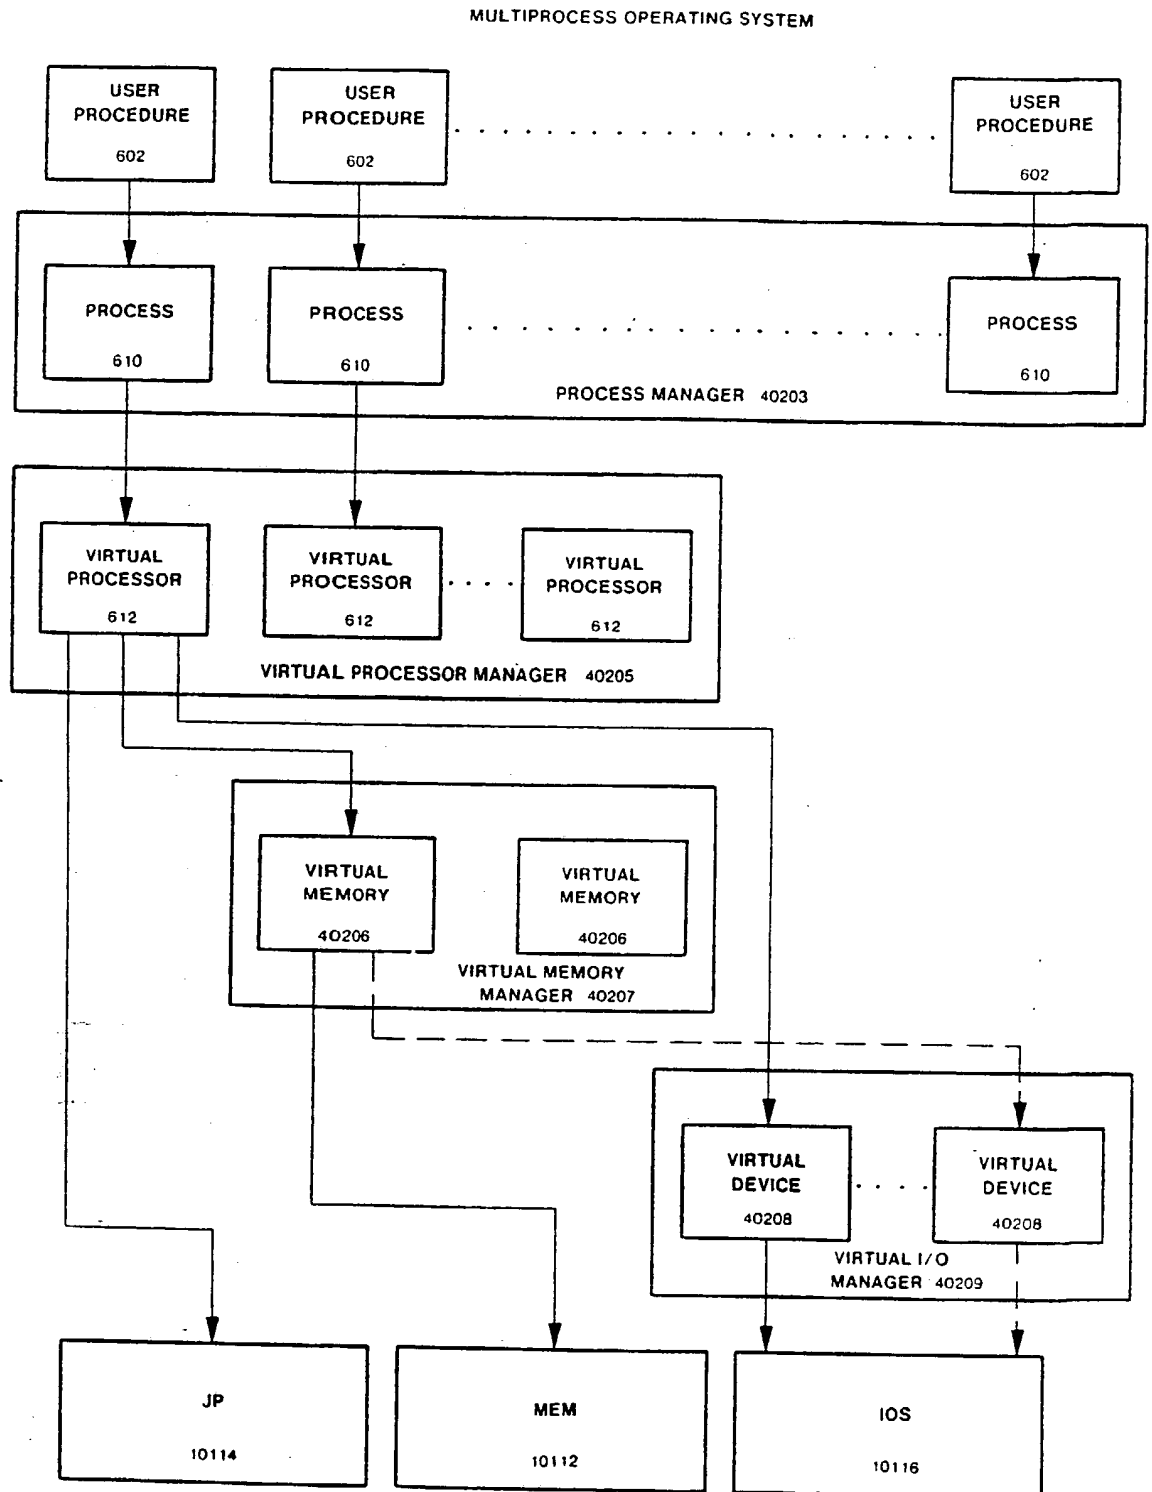 MULTIPROCESS OPERATING SYSTEM
USER
PROCEDURE
602
USER
PROCEDURE
602
USER
PROCEDURE
602
PROCESS
610
PROCESS
610
PROCESS
610
PROCESS MANAGER 40203
VIRTUAL
PROCESSOR
612
VIRTUAL
PROCESSOR
612
VIRTUAL
PROCESSOR
612
VIRTUAL PROCESSOR MANAGER 40205
VIRTUAL
MEMORY
40206
VIRTUAL
MEMORY
40206
VIRTUAL MEMORY
MANAGER 40207
VIRTUAL
DEVICE
40208
VIRTUAL
DEVICE
40208
VIRTUAL I/O
MANAGER 40209
JP
10114
MEM
10112
IOS
10116